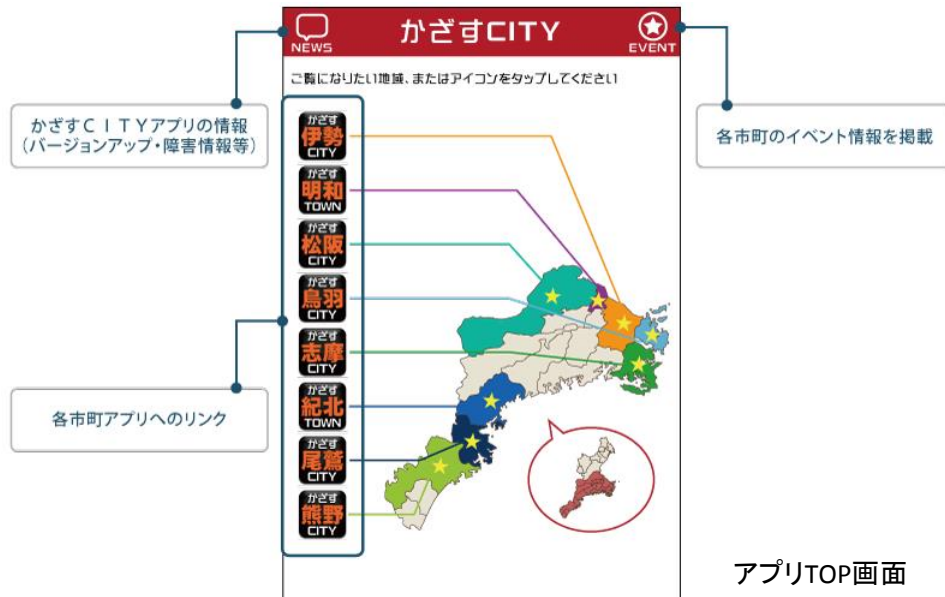 NEWS
かざすCITY
EVENT
ご覧になりたい地域、またはアイコンをタップしてください
かざすＣＩＴＹアプリの情報
（バージョンアップ・障害情報等）
各市町のイベント情報を掲載
かざす
伊勢
CITY
かざす
明和
TOWN
かざす
松阪
CITY
かざす
鳥羽
CITY
かざす
志摩
CITY
かざす
紀北
TOWN
かざす
尾鷲
CITY
かざす
熊野
CITY
各市町アプリへのリンク
アプリTOP画面